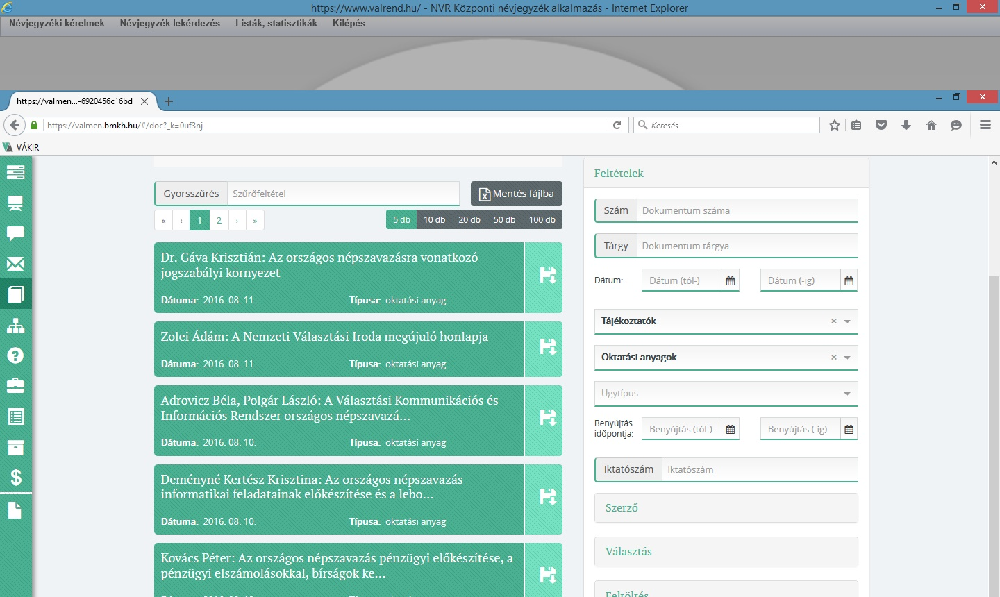 https://www.valrend.hu/ - NVR Központi névjegyzék alkalmazás - Internet Explorer
Névjegyzéki kérelmek Névjegyzék lekérdezés Listák, statisztikák Kilépés
https://valmen...-6920456c16bd
https://valmen.bmkh.hu/#/doc?_k=0uf3nj
Keresés
VÁKIR
Gyorsszűrés Szűrőfeltétel
Mentés fájlba
« ‹ 1 2 › »
5 db 10 db 20 db 50 db 100 db
Dr. Gáva Krisztián: Az országos népszavazásra vonatkozó
jogszabályi környezet
Dátuma: 2016. 08. 11. Típusa: oktatási anyag
Zölei Ádám: A Nemzeti Választási Iroda megújuló honlapja
Dátuma: 2016. 08. 11. Típusa: oktatási anyag
Adrovicz Béla, Polgár László: A Választási Kommunikációs és
Információs Rendszer országos népszavazá...
Dátuma: 2016. 08. 10. Típusa: oktatási anyag
Deményné Kertész Krisztina: Az országos népszavazás
informatikai feladatainak előkészítése és a lebo...
Dátuma: 2016. 08. 10. Típusa: oktatási anyag
Kovács Péter: Az országos népszavazás pénzügyi előkészítése, a
pénzügyi elszámolásokkal, bírságok ke...
Feltételek
Szám Dokumentum száma
Tárgy Dokumentum tárgya
Dátum: Dátum (tól-) Dátum (-ig)
Tájékoztatók
Oktatási anyagok
Ügytípus
Benyújtás
időpontja: Benyújtás (tól-) Benyújtás (-ig)
Iktatószám Iktatószám
Szerző
Választás
Feltöltés